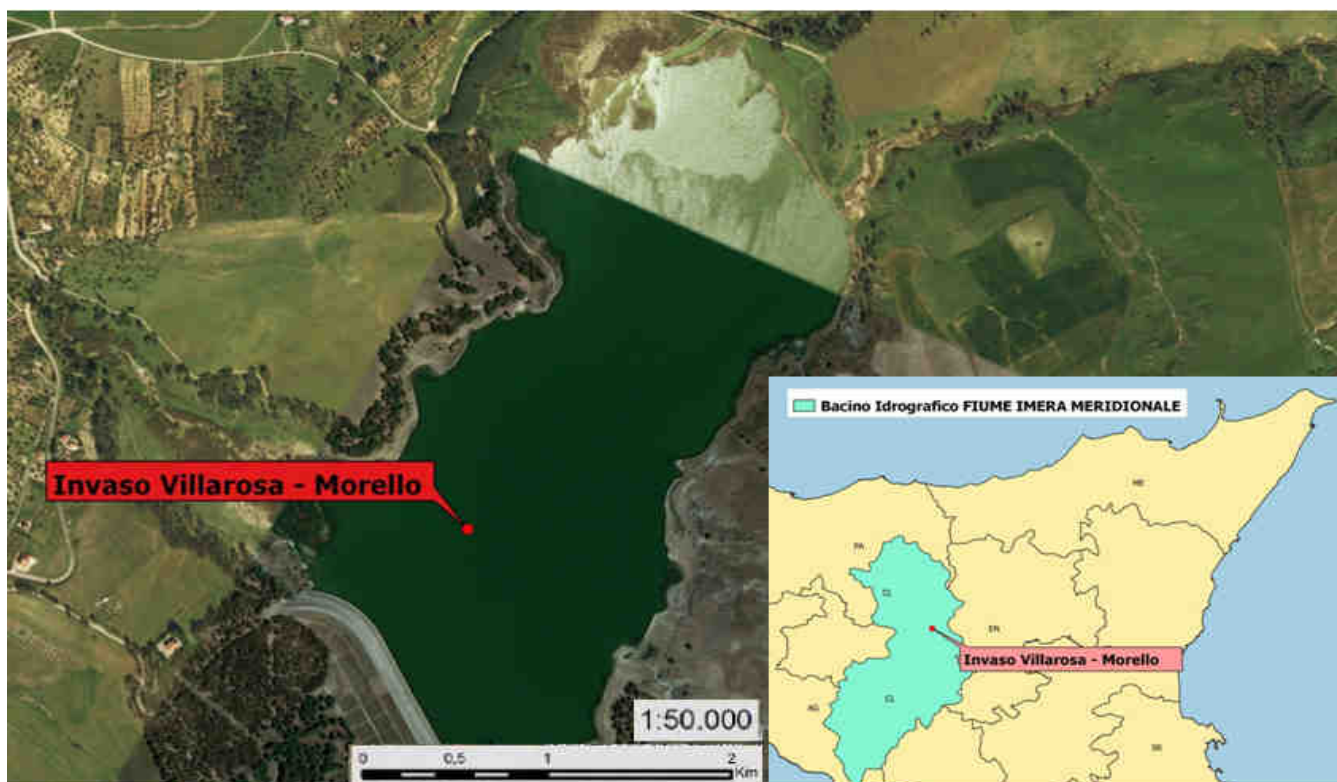 Invaso Villarosa - Morello
1:50.000
0 0,5 1 2
Km
Bacino Idrografico FIUME IMERA MERIDIONALE
ME
PA
CL
EN
Invaso Villarosa - Morello
AG
CL
SR